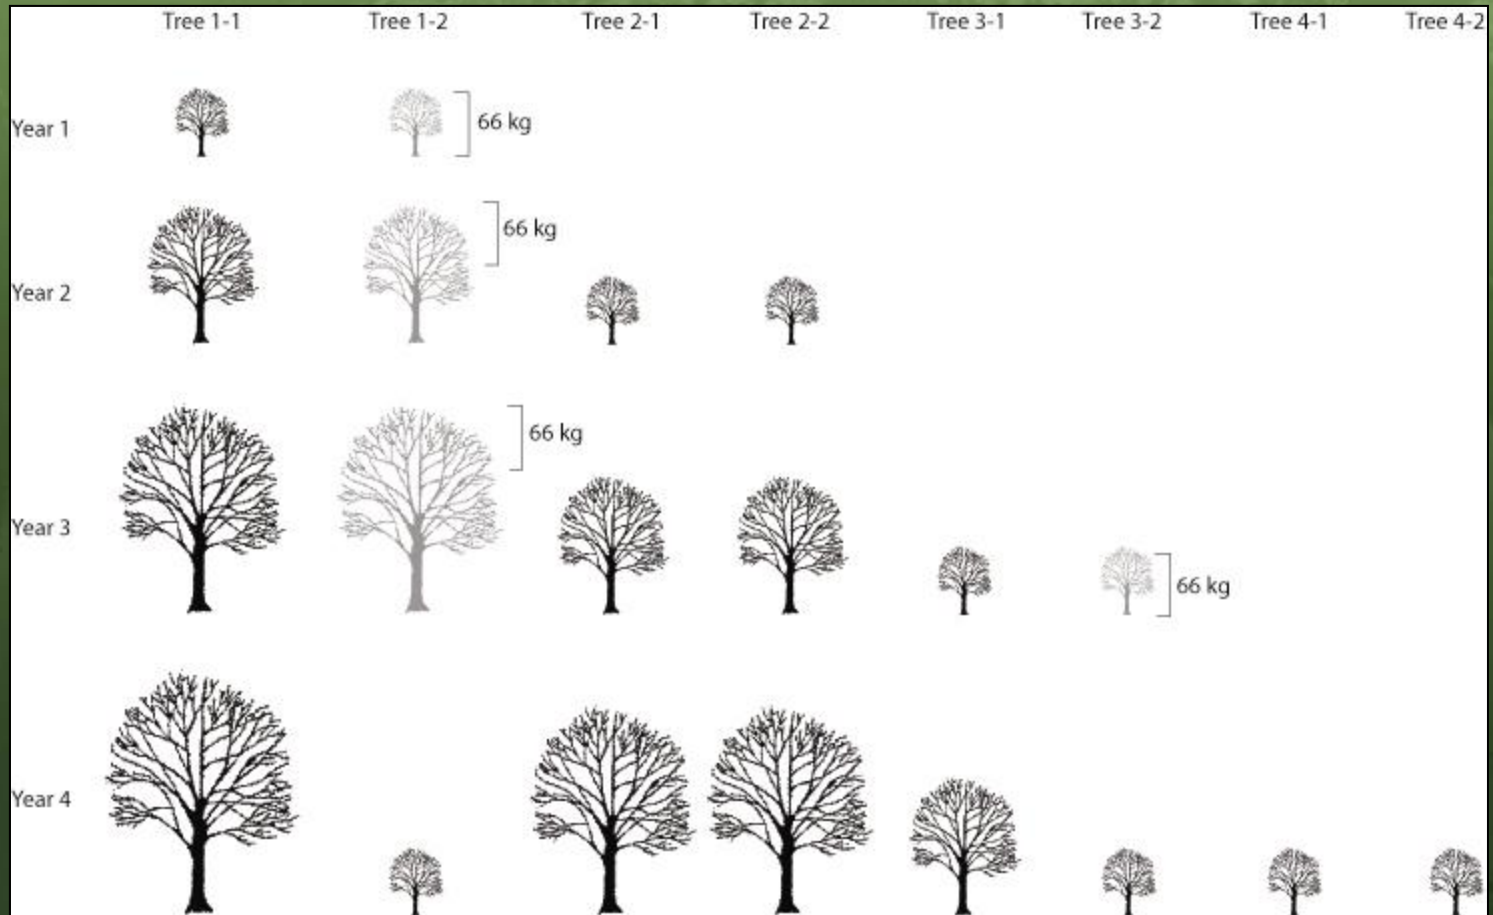 Tree 1-1 Tree 1-2 Tree 2-1 Tree 2-2 Tree 3-1 Tree 3-2 Tree 4-1 Tree 4-2
Year 1 66 kg
66 kg
Year 2
66 kg
Year 3
66 kg
Year 4